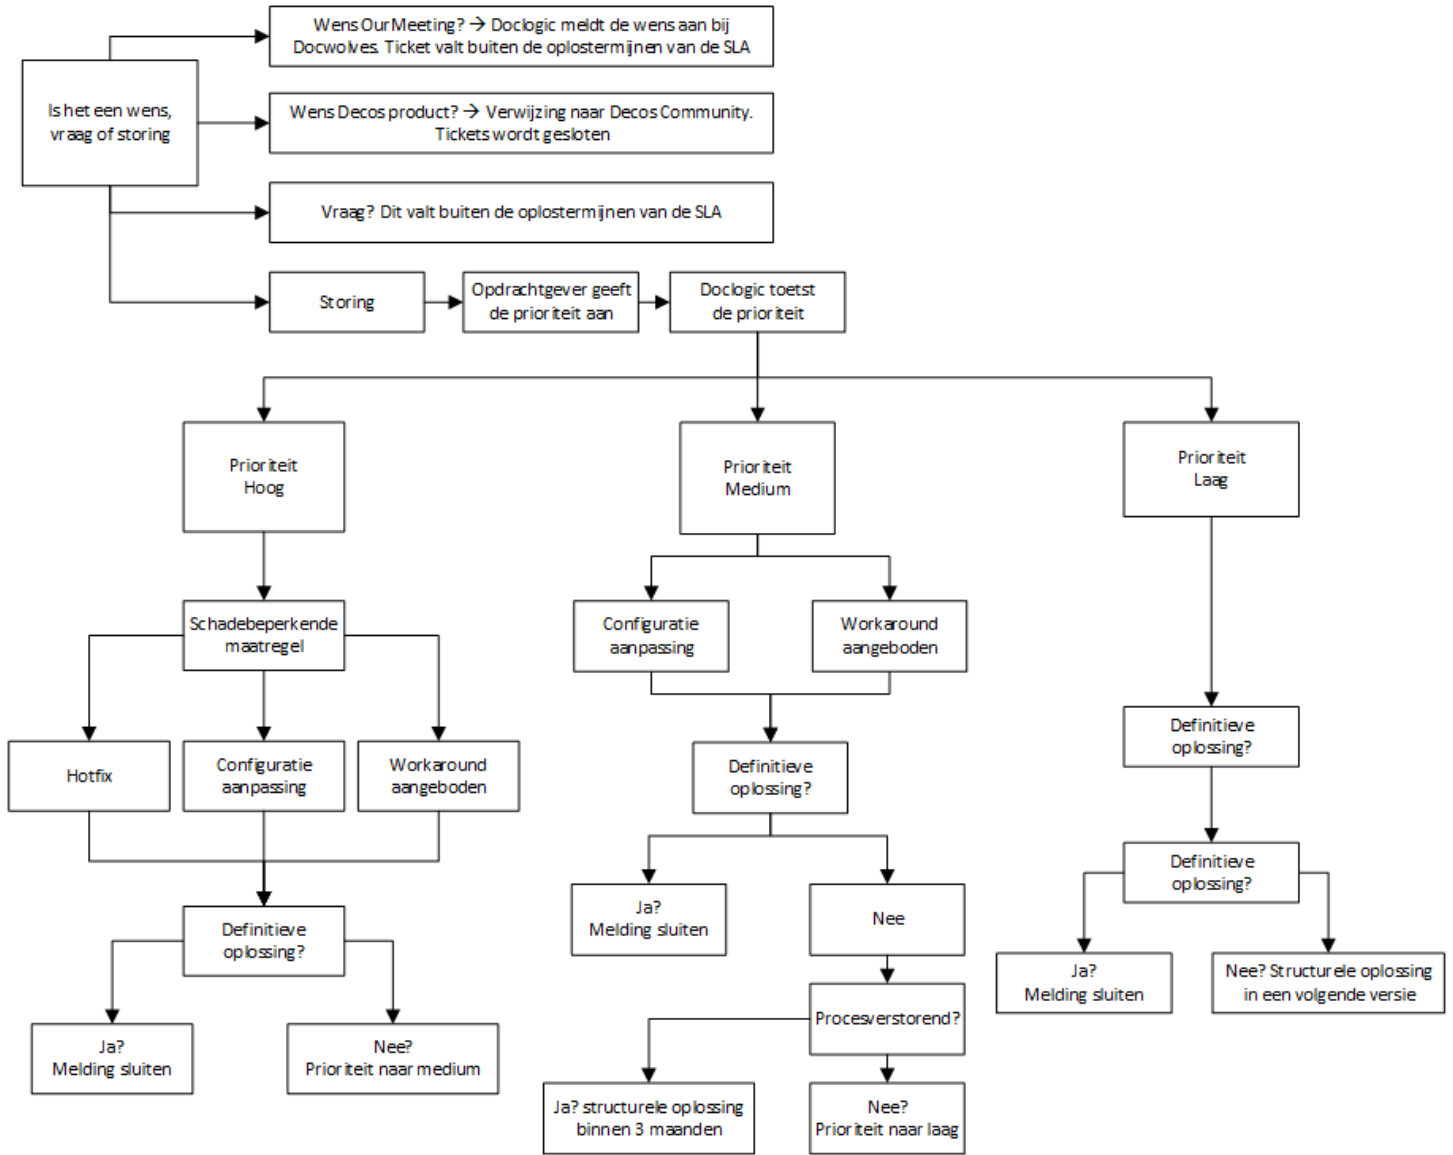 Wens OurMeeting? → Doclogic meldt de wens aan bij
Docwolves. Ticket valt buiten de oplostermijnen van de SLA
Is het een wens,
vraag of storing
Wens Decos product? → Verwijzing naar Decos Community.
Tickets wordt gesloten
Vraag? Dit valt buiten de oplostermijnen van de SLA
Storing
Opdrachtgever geeft
de prioriteit aan
Doclogic toetst
de prioriteit
Prioriteit
Hoog
Prioriteit
Medium
Prioriteit
Laag
Schadebeperkende
maatregel
Configuratie
aanpassing
Workaround
aangeboden
Hotfix
Configuratie
aanpassing
Workaround
aangeboden
Definitieve
oplossing?
Definitieve
oplossing?
Definitieve
oplossing?
Ja?
Melding sluiten
Nee
Definitieve
oplossing?
Ja?
Melding sluiten
Nee? Structurele oplossing
in een volgende versie
Ja?
Melding sluiten
Nee?
Prioriteit naar medium
Procesverstorend?
Ja? structurele oplossing
binnen 3 maanden
Nee?
Prioriteit naar laag